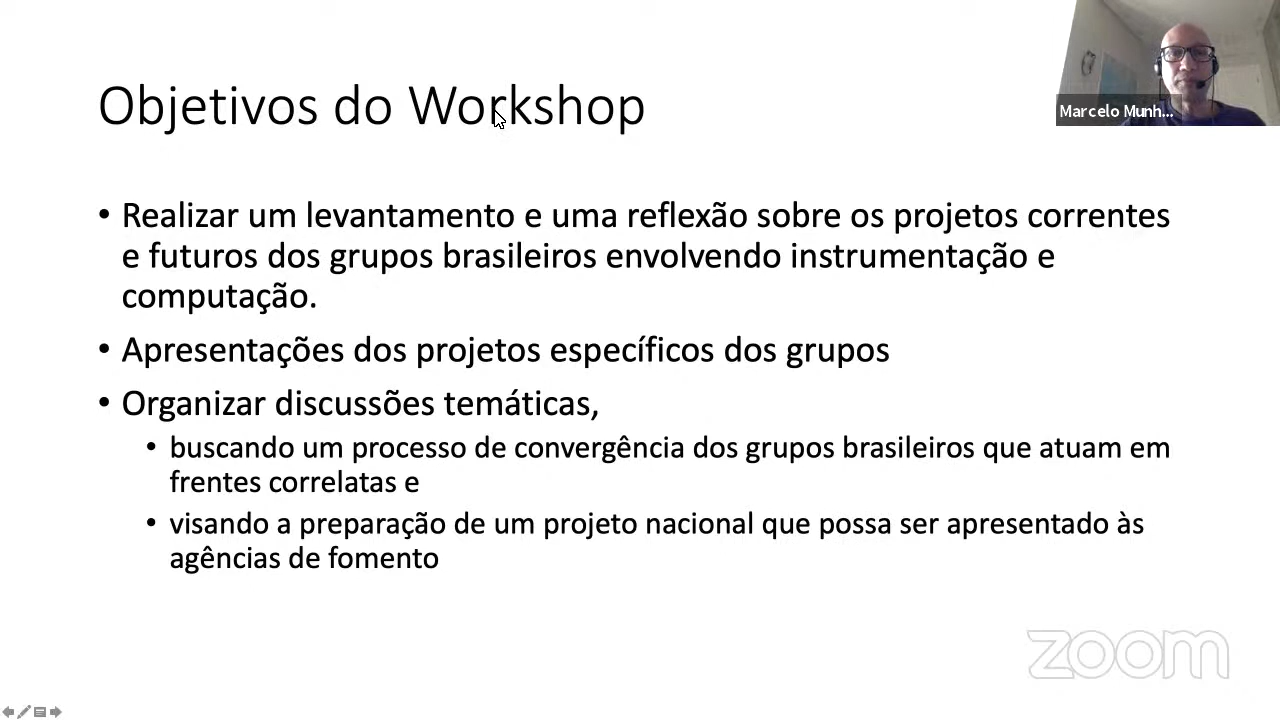 Objetivos do Workshop
Marcelo Munh...
• Realizar um levantamento e uma reflexão sobre os projetos correntes
e futuros dos grupos brasileiros envolvendo instrumentação e
computação.
• Apresentações dos projetos específicos dos grupos
• Organizar discussões temáticas,
• buscando um processo de convergência dos grupos brasileiros que atuam em
frentes correlatas e
• visando a preparação de um projeto nacional que possa ser apresentado às
agências de fomento
zoom